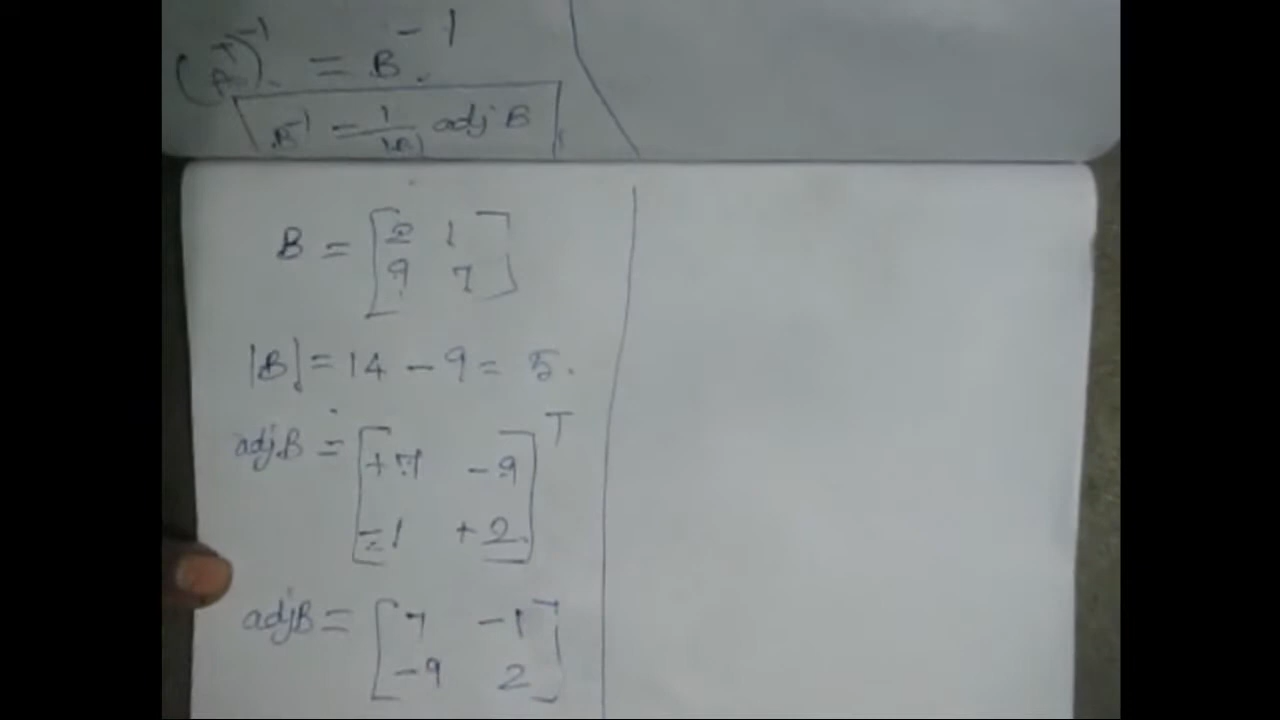 (A^T)^-1 = B^-1
B^-1 = 1/|B| adj B
B = [2 1
9 7]
|B| = 14 - 9 = 5.
adj.B = [+7 -9
-1 +2]^T
adjB = [7 -1
-9 2]